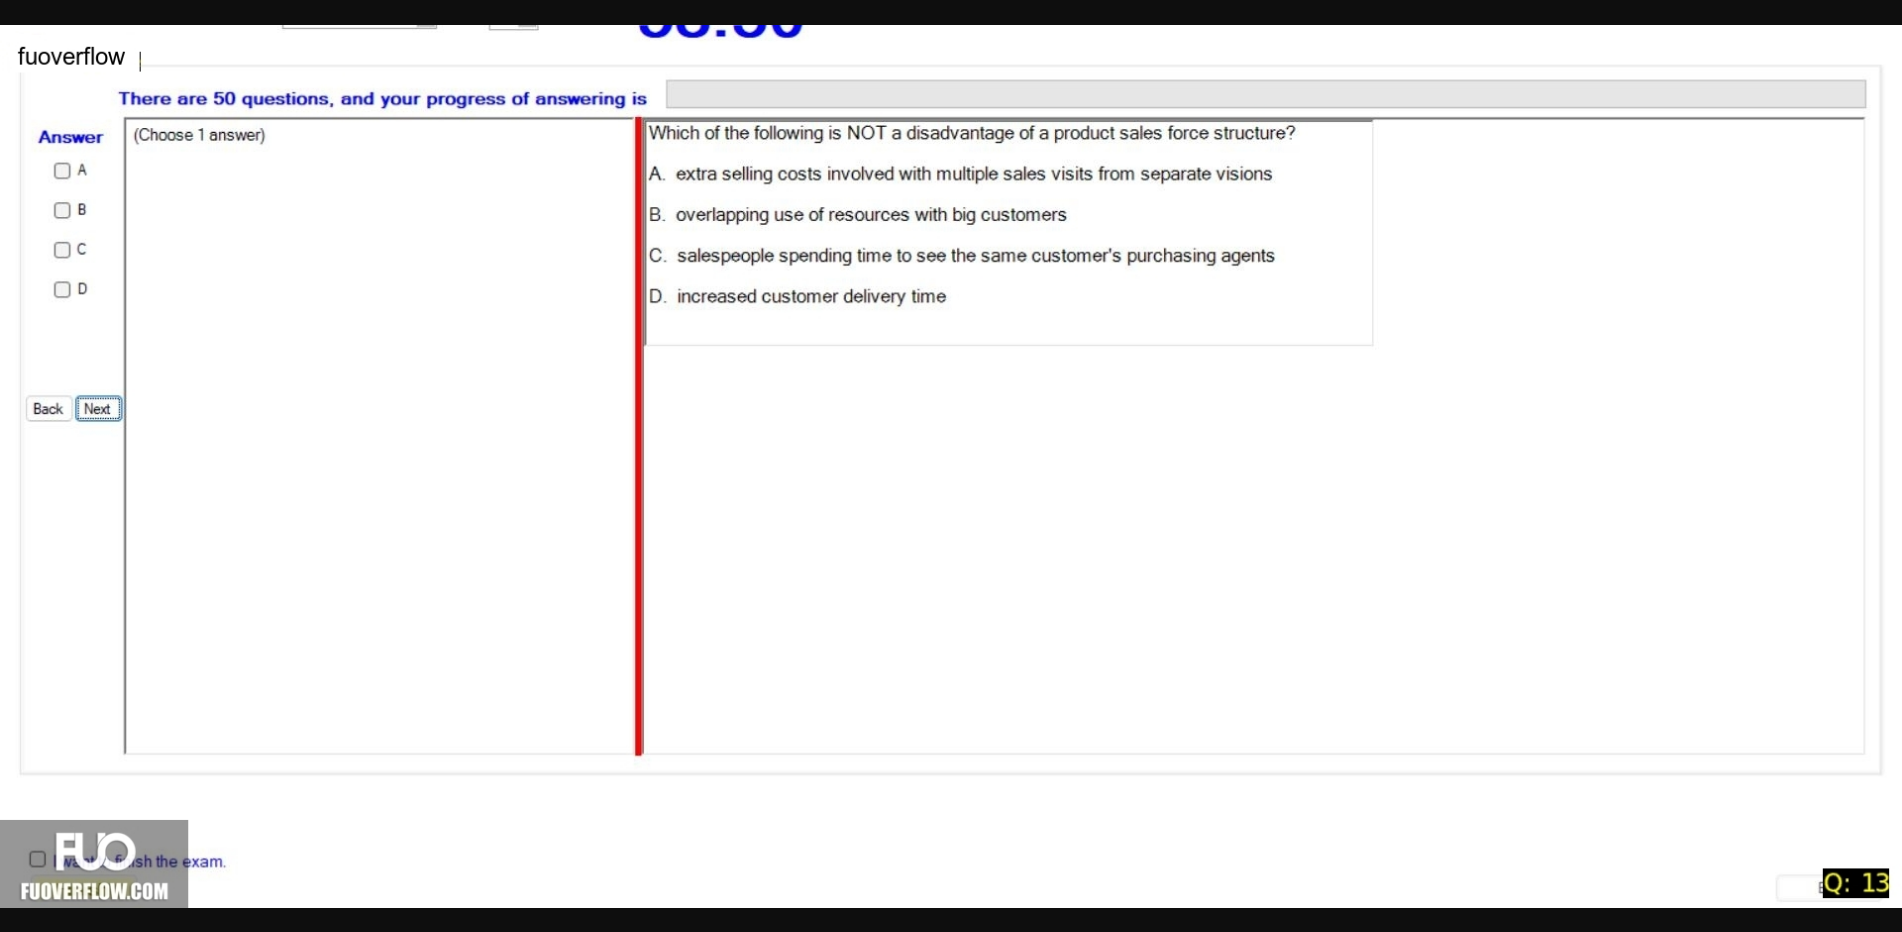 fuoverflow
There are 50 questions, and your progress of answering is
Answer
(Choose 1 answer)
A
B
C
D
Back Next
Which of the following is NOT a disadvantage of a product sales force structure?
A. extra selling costs involved with multiple sales visits from separate visions
B. overlapping use of resources with big customers
C. salespeople spending time to see the same customer's purchasing agents
D. increased customer delivery time
FUO
the exam.
FUOVERFLOW.COM
Q: 13